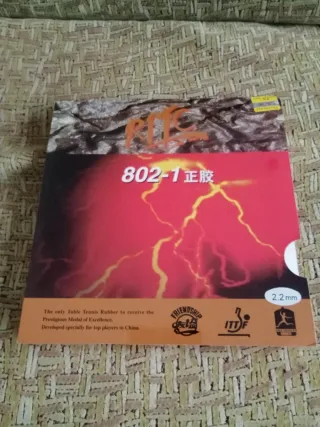 RITC
802-1 正胶
The only Table Tennis Rubber to receive the
Prestigious Medal of Excellence.
Developed specially for top players in China
FRIENDSHIP
ITTF
2.2mm